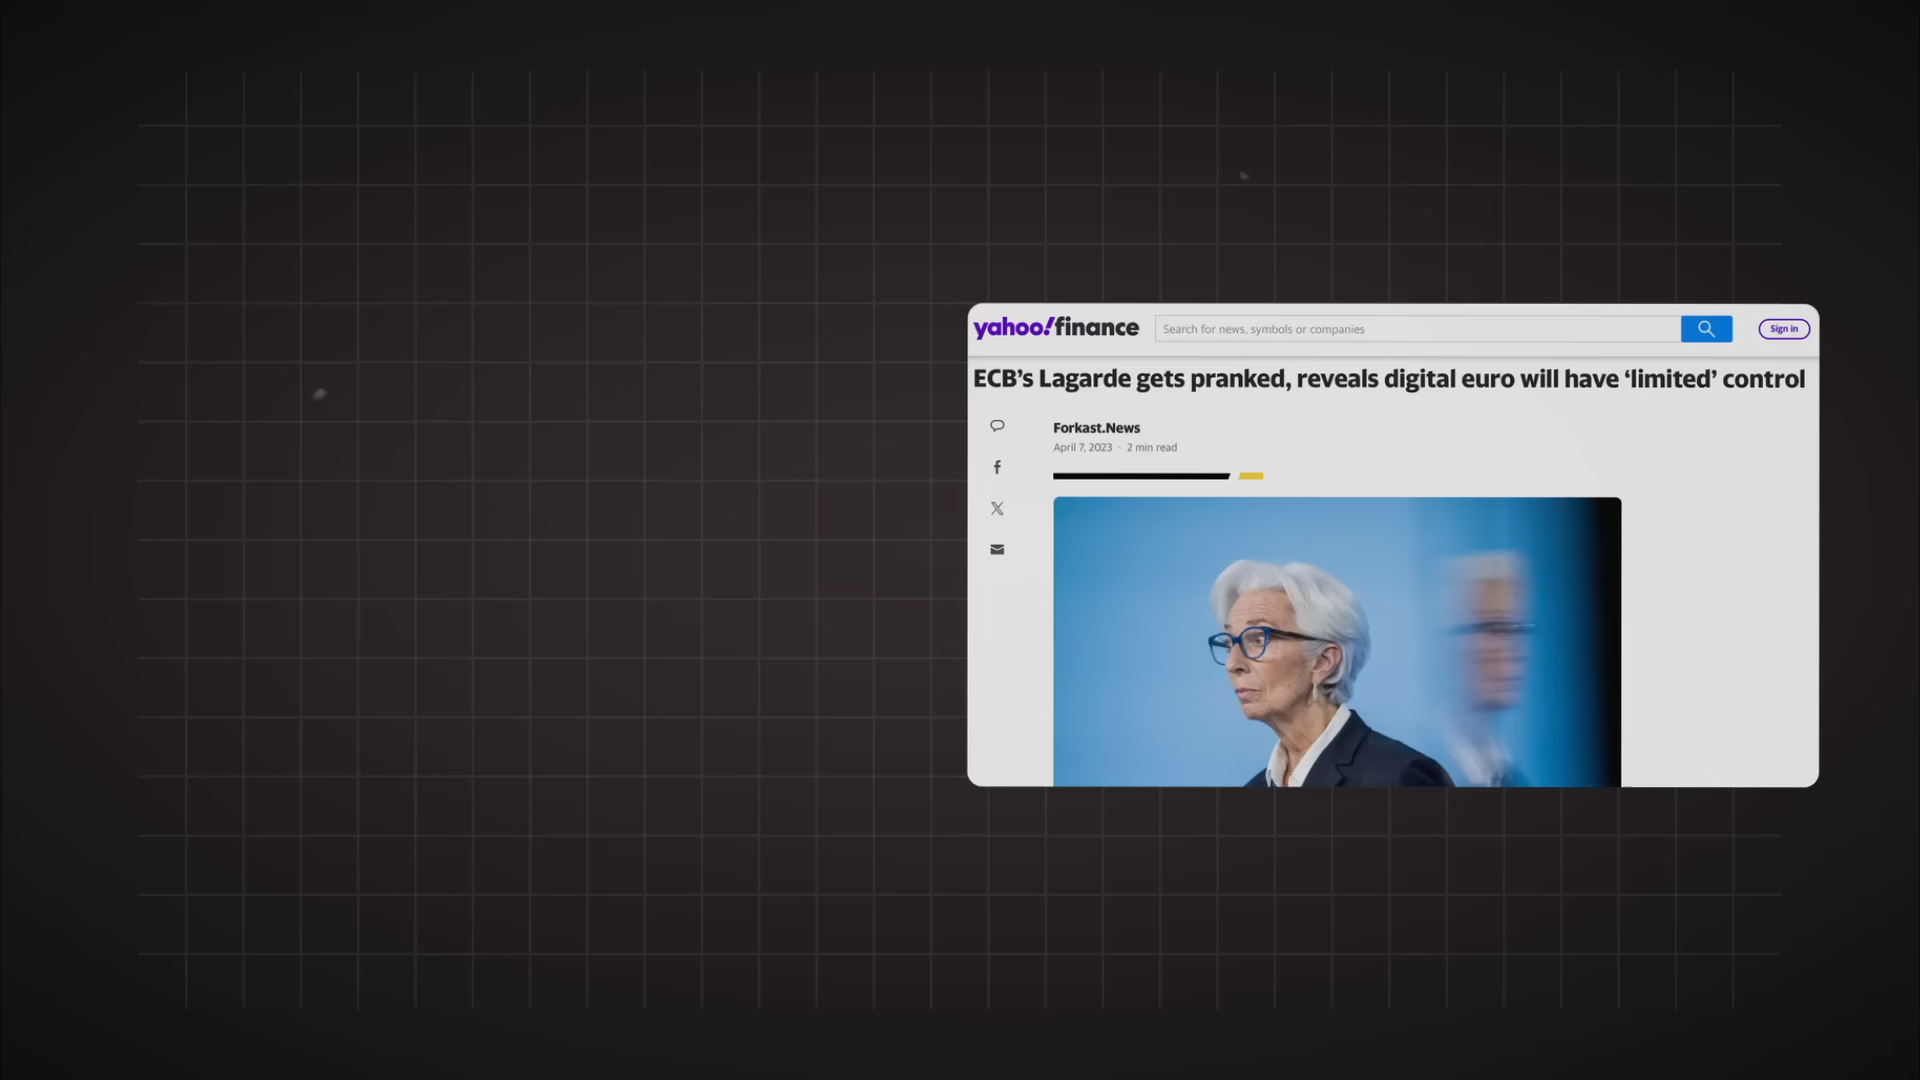 yahoo!finance
Search for news, symbols or companies
Sign in
ECB’s Lagarde gets pranked, reveals digital euro will have ‘limited’ control
Forkast.News
April 7, 2023 · 2 min read